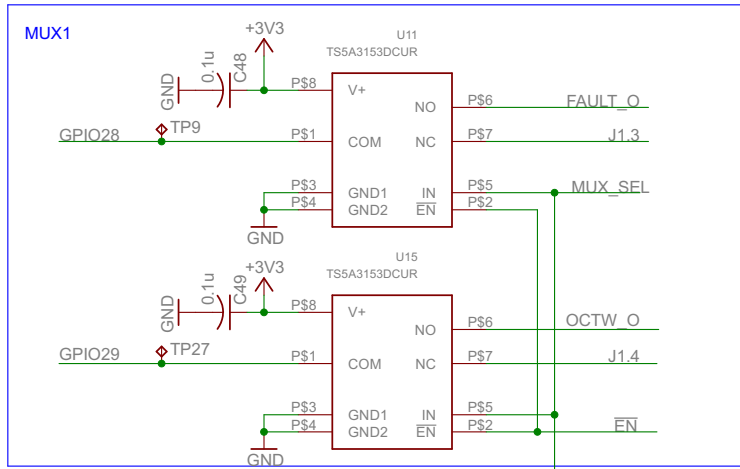 MUX1
+3V3
U11
TS5A3153DCUR
0.1u
C48
GND
P$8
V+
NO
P$6
FAULT_O
GPIO28
TP9
P$1
COM
NC
P$7
J1.3
P$3
GND1
IN
P$5
MUX_SEL
P$4
GND2
EN
P$2
GND
+3V3
U15
TS5A3153DCUR
0.1u
C49
GND
P$8
V+
NO
P$6
OCTW_O
GPIO29
TP27
P$1
COM
NC
P$7
J1.4
P$3
GND1
IN
P$5
P$4
GND2
EN
P$2
EN
GND